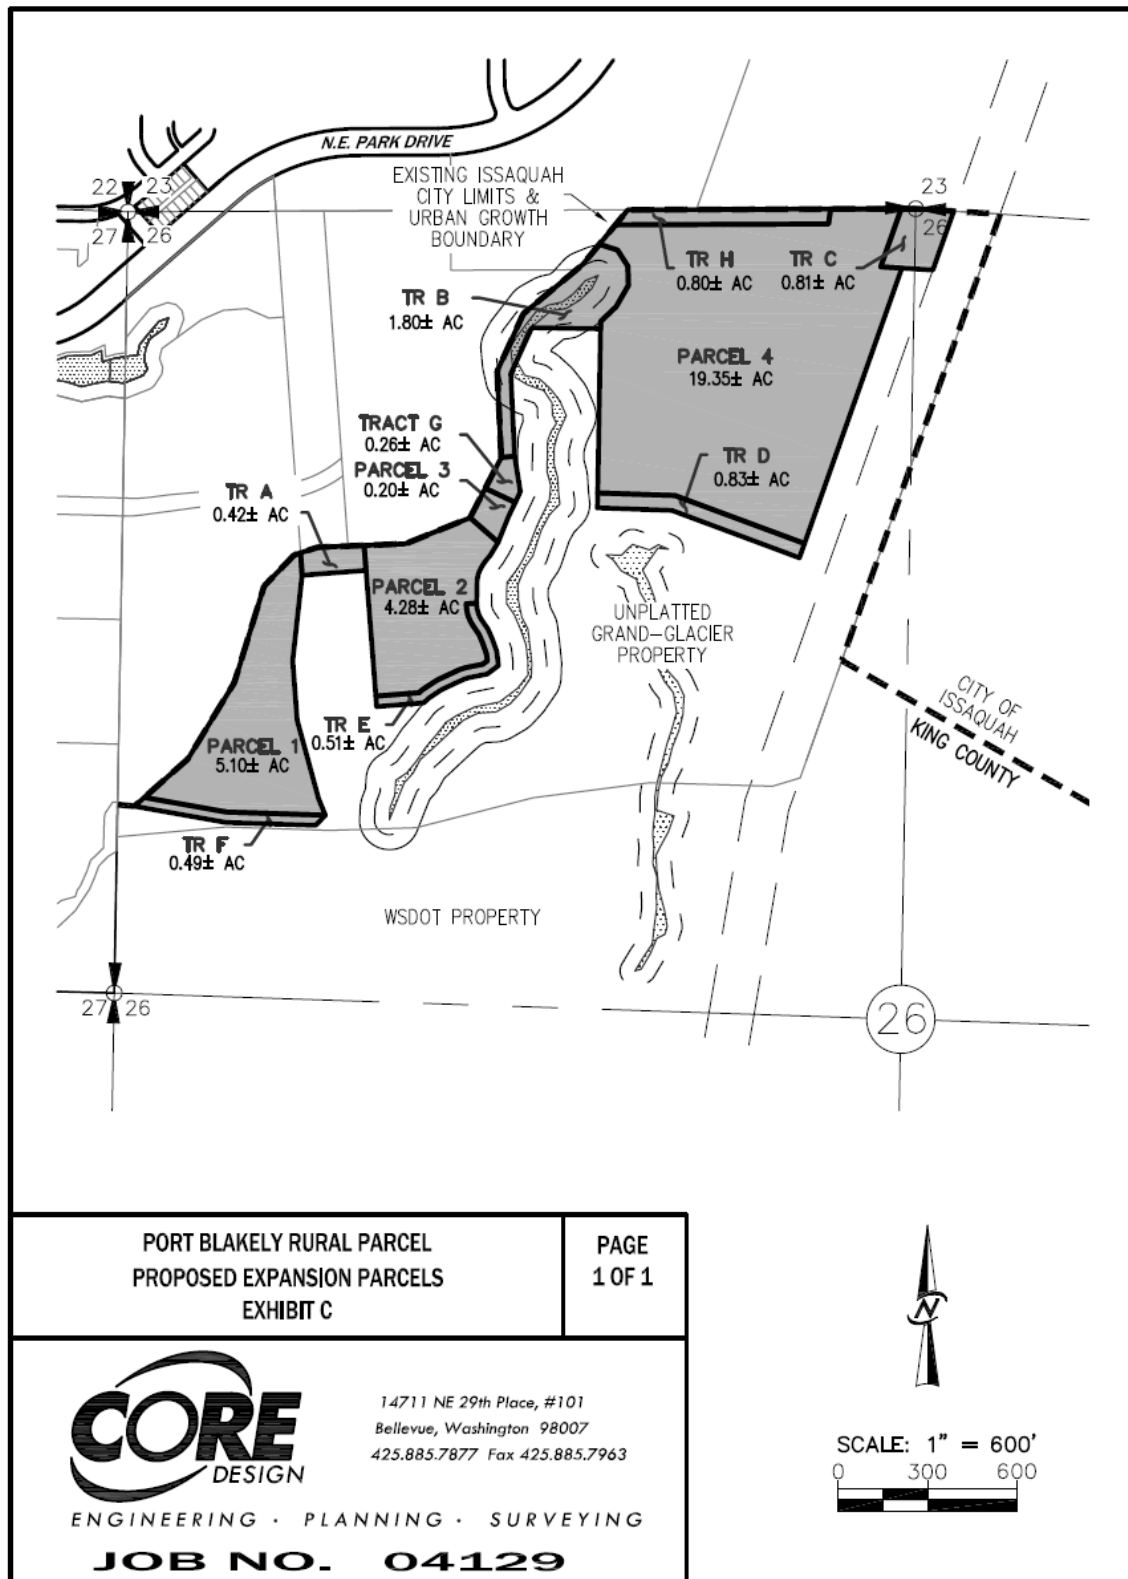 N.E. PARK DRIVE
EXISTING ISSAQUAH
CITY LIMITS &
URBAN GROWTH
BOUNDARY
22 23
27 26
23
26
TR H
0.80± AC
TR C
0.81± AC
TR B
1.80± AC
PARCEL 4
19.35± AC
TRACT G
0.26± AC
PARCEL 3
0.20± AC
TR D
0.83± AC
TR A
0.42± AC
PARCEL 2
4.28± AC
UNPLATTED
GRAND-GLACIER
PROPERTY
CITY OF
ISSAQUAH
KING COUNTY
TR E
0.51± AC
PARCEL 1
5.10± AC
TR F
0.49± AC
WSDOT PROPERTY
27 26
26
PORT BLAKELY RURAL PARCEL
PROPOSED EXPANSION PARCELS
EXHIBIT C
PAGE
1 OF 1
N
CORE
DESIGN
14711 NE 29th Place, #101
Bellevue, Washington 98007
425.885.7877 Fax 425.885.7963
ENGINEERING · PLANNING · SURVEYING
JOB NO. 04129
SCALE: 1" = 600'
0 300 600